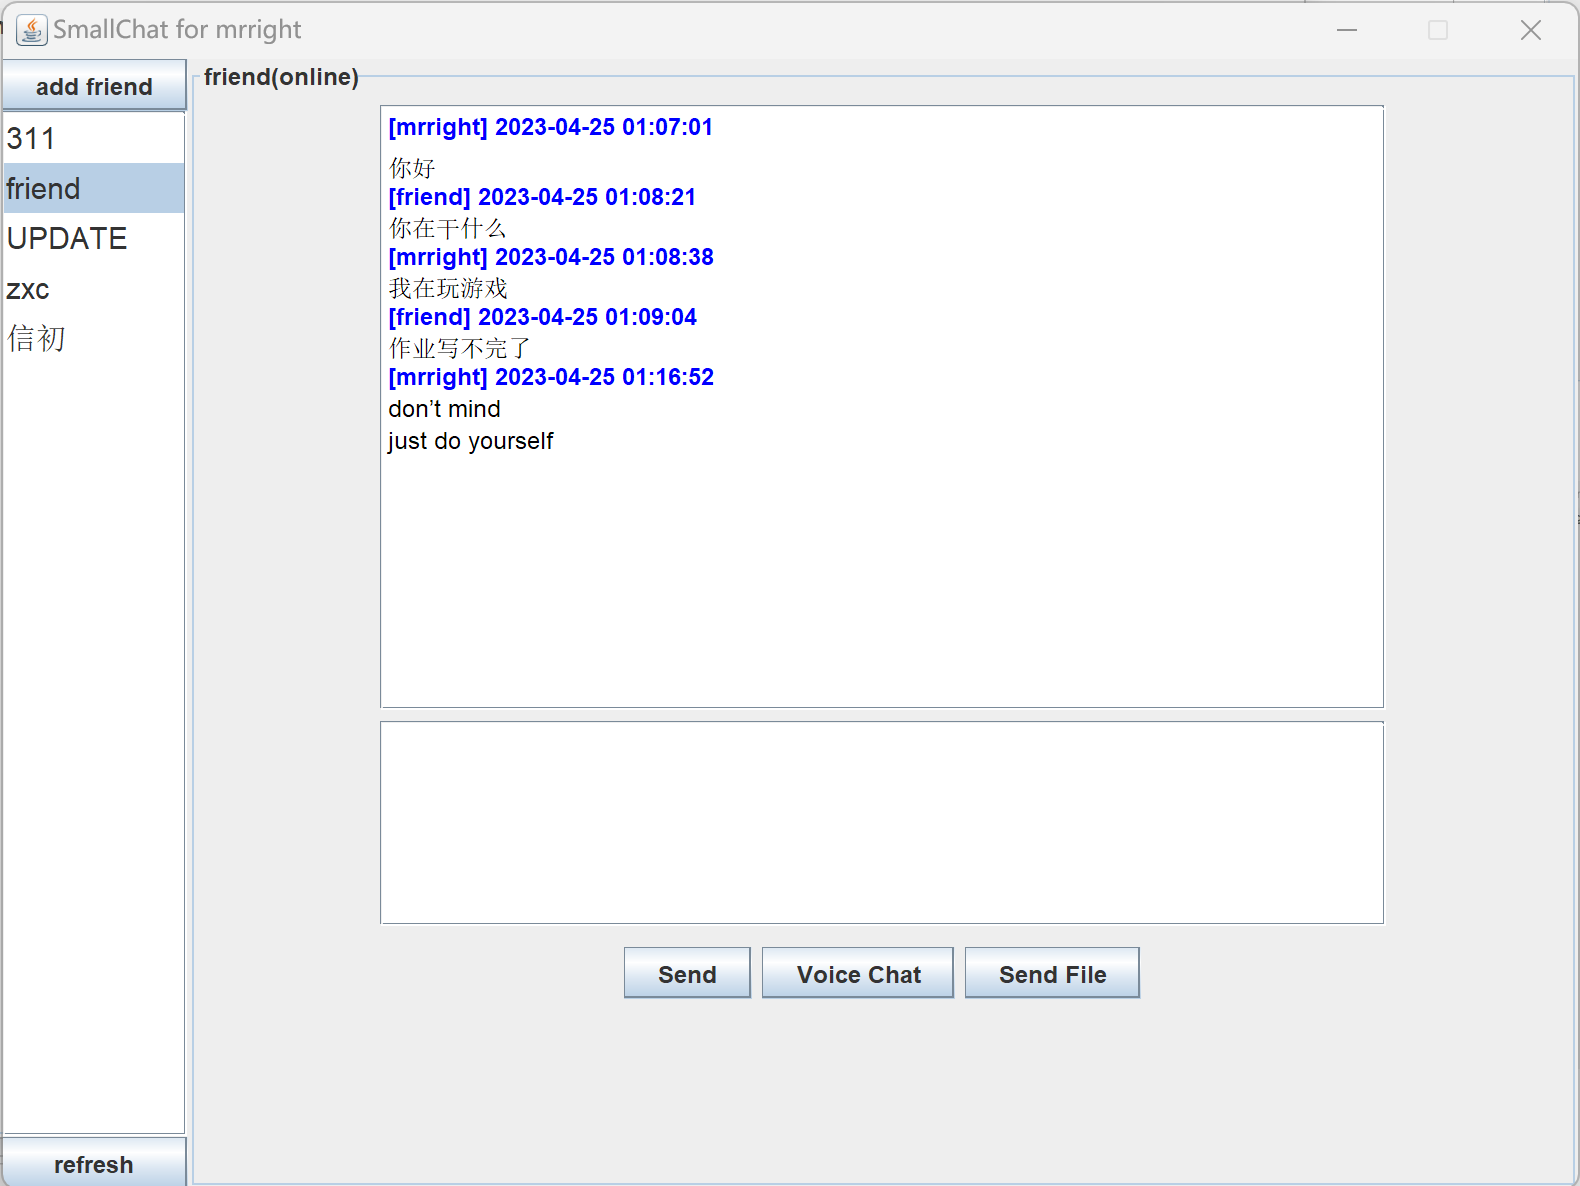 SmallChat for mrright
add friend
friend(online)
311
friend
UPDATE
zxc
信初
[mrright] 2023-04-25 01:07:01
你好
[friend] 2023-04-25 01:08:21
你在干什么
[mrright] 2023-04-25 01:08:38
我在玩游戏
[friend] 2023-04-25 01:09:04
作业写不完了
[mrright] 2023-04-25 01:16:52
don’t mind
just do yourself
Send
Voice Chat
Send File
refresh